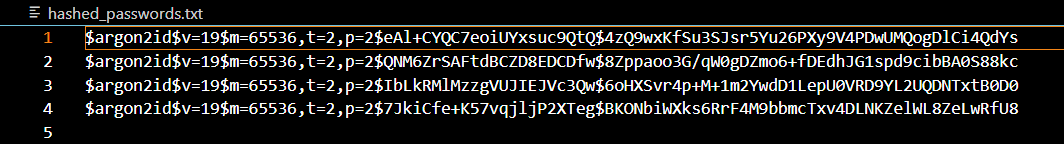 hashed_passwords.txt
1 $argon2id$v=19$m=65536,t=2,p=2$eAl+CYQC7eoiUYxsuc9QtQ$4zQ9wxKfSu3SJsr5Yu26PXy9V4PDwUMQogDlCi4QdYs
2 $argon2id$v=19$m=65536,t=2,p=2$QNM6ZrSAFtdBCZD8EDCDfw$8Zppaoo3G/qW0gDZmo6+fDEdhJG1spd9cibBA0S88kc
3 $argon2id$v=19$m=65536,t=2,p=2$IbLkRMlMzzgVUJIEJVc3Qw$6oHXSvr4p+M+1m2YwdD1LepU0VRD9YL2UQDNTxtB0D0
4 $argon2id$v=19$m=65536,t=2,p=2$7JkiCfe+K57vqjljP2XTeg$BKONbiWXks6RrF4M9bbmcTxv4DLNKZelWL8ZeLwRfU8
5